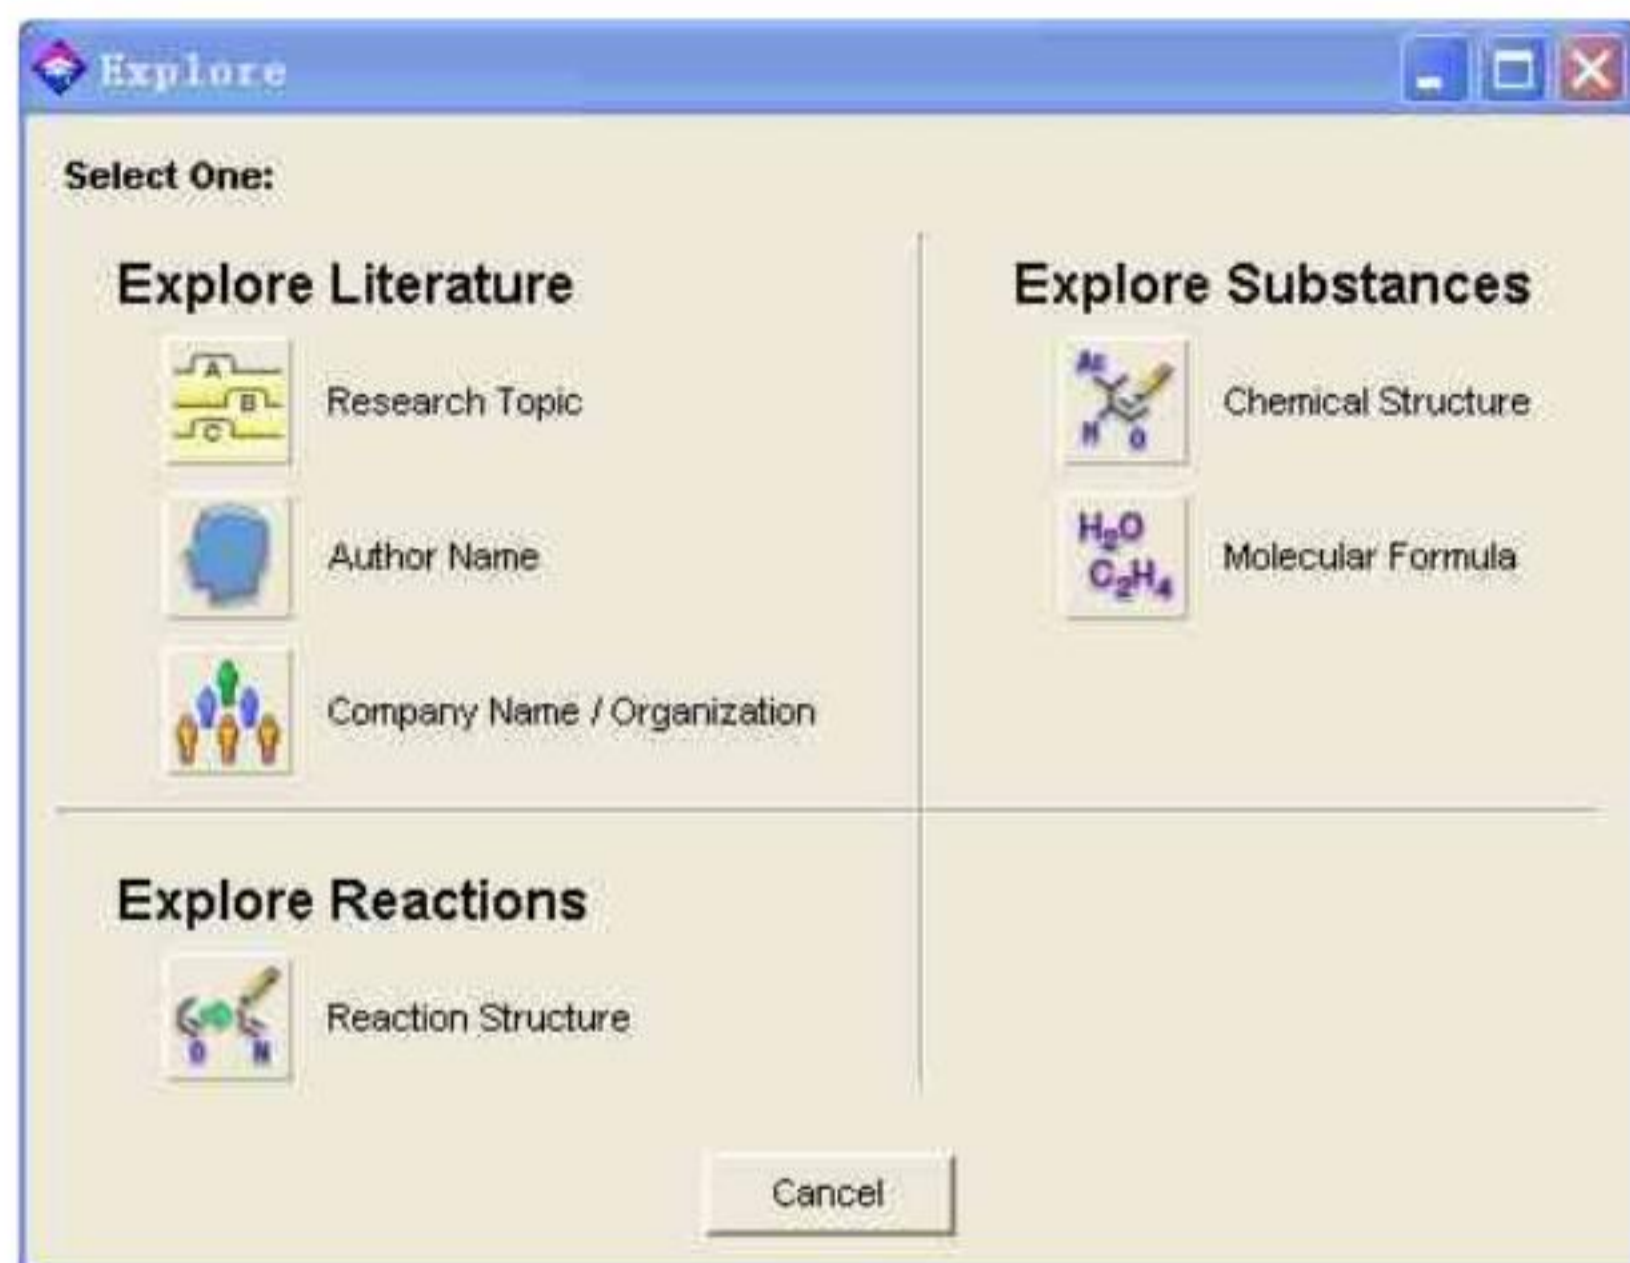 Explore
Select One:
Explore Literature
A
B
C
Research Topic
Author Name
Company Name / Organization
Explore Substances
Ac
N O
Chemical Structure
H₂O
C₂H₄
Molecular Formula
Explore Reactions
O N
Reaction Structure
Cancel